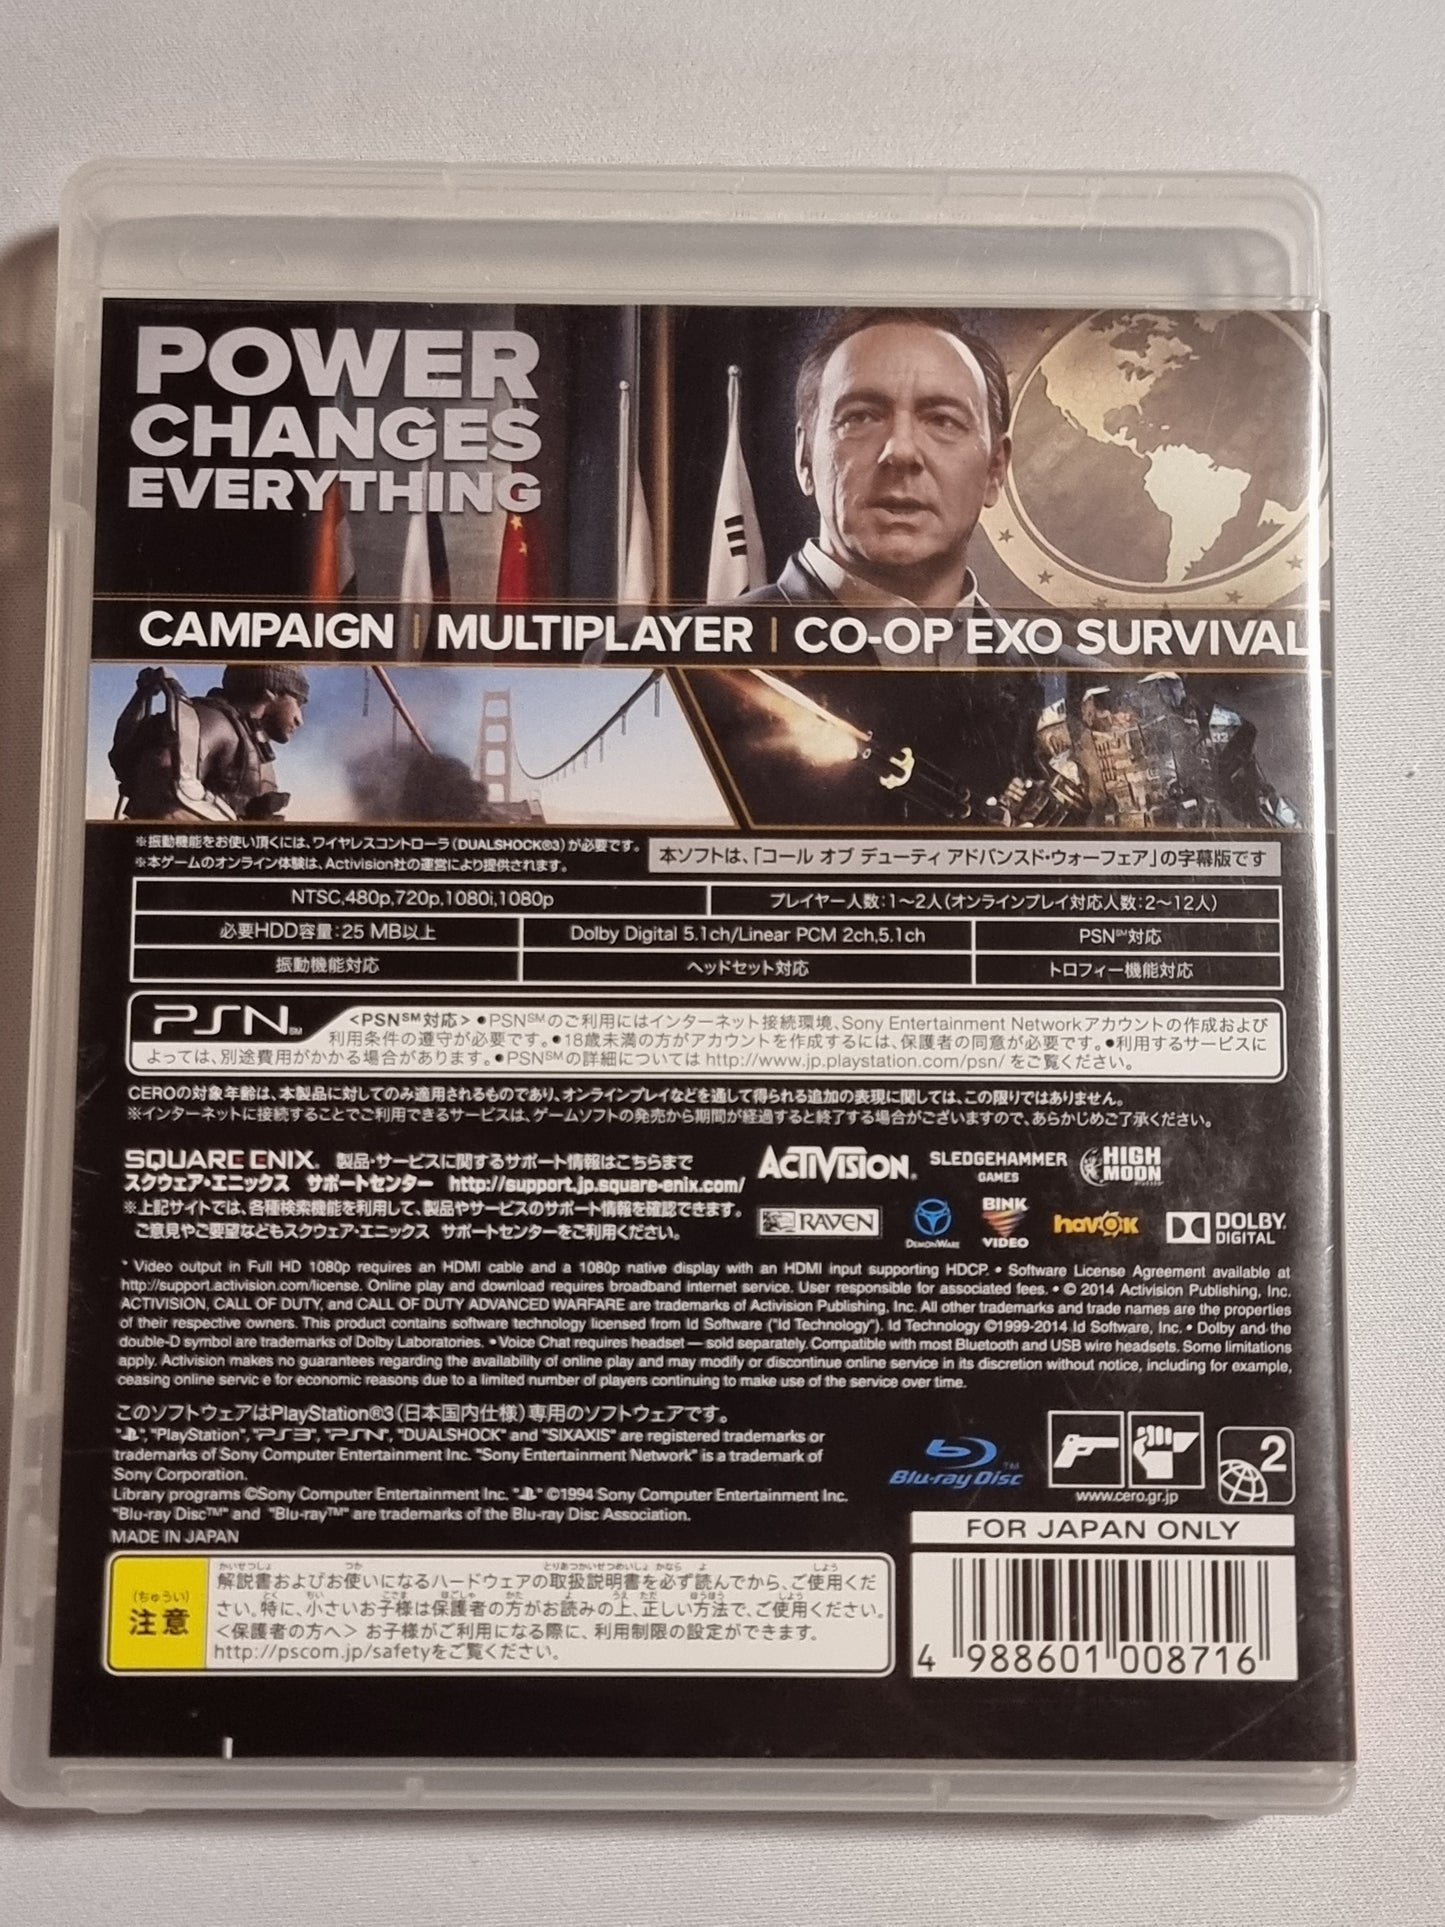 POWER
CHANGES
EVERYTHING
CAMPAIGN | MULTIPLAYER | CO-OP EXO SURVIVAL
※振動機能をお使い頂くには、ワイヤレスコントローラ(DUALSHOCK®3)が必要です。
※本ゲームのオンライン体験は、Activision社の運営により提供されます。
本ソフトは、「コール オブ デューティ アドバンスド・ウォーフェア」の字幕版です
NTSC,480p,720p,1080i,1080p
プレイヤー人数:1〜2人(オンラインプレイ対応人数:2〜12人)
必要HDD容量:25 MB以上
Dolby Digital 5.1ch/Linear PCM 2ch,5.1ch
PSN℠対応
振動機能対応
ヘッドセット対応
トロフィー機能対応
PSN℠
<PSN℠対応> ●PSN℠のご利用にはインターネット接続環境、Sony Entertainment Networkアカウントの作成および
利用条件の遵守が必要です。●18歳未満の方がアカウントを作成するには、保護者の同意が必要です。●利用するサービスに
よっては、別途費用がかかる場合があります。●PSN℠の詳細については http://www.jp.playstation.com/psn/ をご覧ください。
CEROの対象年齢は、本製品に対してのみ適用されるものであり、オンラインプレイなどを通して得られる追加の表現に関しては、この限りではありません。
※インターネットに接続することでご利用できるサービスは、ゲームソフトの発売から期間が経過すると終了する場合がございますので、あらかじめご了承ください。
SQUARE ENIX. 製品・サービスに関するサポート情報はこちらまで
スクウェア・エニックス サポートセンター http://support.jp.square-enix.com/
※上記サイトでは、各種検索機能を利用して、製品やサービスのサポート情報を確認できます。
ご意見やご要望などもスクウェア・エニックス サポートセンターをご利用ください。
ACTIVISION.
SLEDGEHAMMER
GAMES
HIGH
MOON
RAVEN
DEMONWARE
BINK
VIDEO
havok
DOLBY
DIGITAL
* Video output in Full HD 1080p requires an HDMI cable and a 1080p native display with an HDMI input supporting HDCP. • Software License Agreement available at
http://support.activision.com/license. Online play and download requires broadband internet service. User responsible for associated fees. • © 2014 Activision Publishing, Inc.
ACTIVISION, CALL OF DUTY, and CALL OF DUTY ADVANCED WARFARE are trademarks of Activision Publishing, Inc. All other trademarks and trade names are the properties
of their respective owners. This product contains software technology licensed from Id Software ("Id Technology"). Id Technology ©1999-2014 Id Software, Inc. • Dolby and the
double-D symbol are trademarks of Dolby Laboratories. • Voice Chat requires headset — sold separately. Compatible with most Bluetooth and USB wire headsets. Some limitations
apply. Activision makes no guarantees regarding the availability of online play and may modify or discontinue online service in its discretion without notice, including for example,
ceasing online servic e for economic reasons due to a limited number of players continuing to make use of the service over time.
このソフトウェアはPlayStation®3(日本国内仕様)専用のソフトウェアです。
" ", "PlayStation", "PS3", "PSN", "DUALSHOCK" and "SIXAXIS" are registered trademarks or
trademarks of Sony Computer Entertainment Inc. "Sony Entertainment Network" is a trademark of
Sony Corporation.
Library programs ©Sony Computer Entertainment Inc. " " ©1994 Sony Computer Entertainment Inc.
"Blu-ray Disc™" and "Blu-ray™" are trademarks of the Blu-ray Disc Association.
MADE IN JAPAN
Blu-ray Disc™
www.cero.gr.jp
2
FOR JAPAN ONLY
(ちゅうい)
注意
解説書およびお使いになるハードウェアの取扱説明書を必ず読んでから、ご使用くだ
さい。特に、小さいお子様は保護者の方がお読みの上、正しい方法で、ご使用ください。
<保護者の方へ> お子様がご利用になる際に、利用制限の設定ができます。
http://pscom.jp/safetyをご覧ください。
4 988601 008716